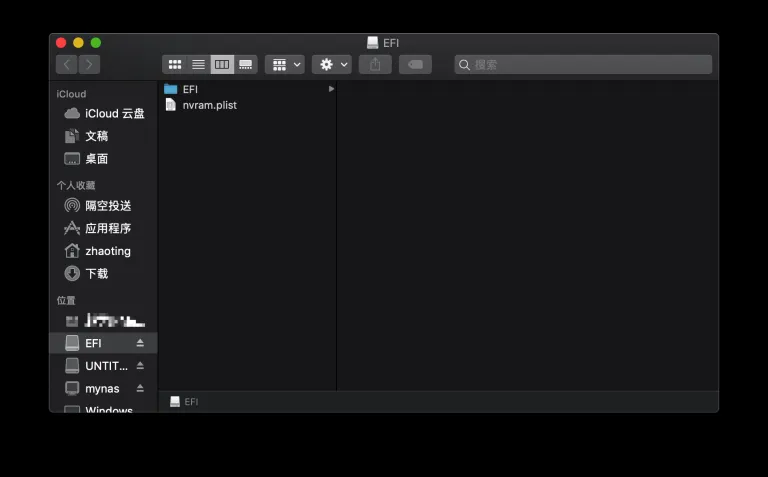 EFI
搜索
iCloud
iCloud 云盘
文稿
桌面
个人收藏
隔空投送
应用程序
zhaoting
下载
位置
EFI
UNTIT...
mynas
Windows
EFI
nvram.plist
EFI